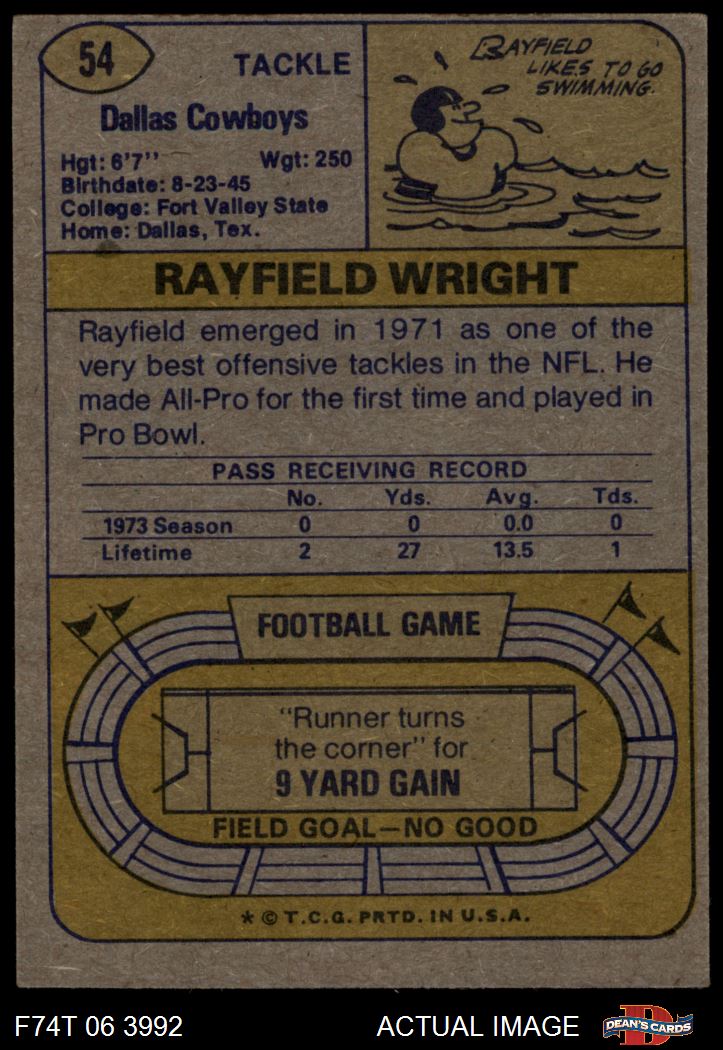 54
TACKLE
Dallas Cowboys
Hgt: 6'7'' Wgt: 250
Birthdate: 8-23-45
College: Fort Valley State
Home: Dallas, Tex.
RAYFIELD
LIKES TO GO
SWIMMING.
RAYFIELD WRIGHT
Rayfield emerged in 1971 as one of the
very best offensive tackles in the NFL. He
made All-Pro for the first time and played in
Pro Bowl.
PASS RECEIVING RECORD
No. Yds. Avg. Tds.
1973 Season 0 0 0.0 0
Lifetime 2 27 13.5 1
FOOTBALL GAME
"Runner turns
the corner" for
9 YARD GAIN
FIELD GOAL—NO GOOD
* © T.C.G. PRTD. IN U.S.A.
F74T 06 3992 ACTUAL IMAGE
DEAN'S CARDS